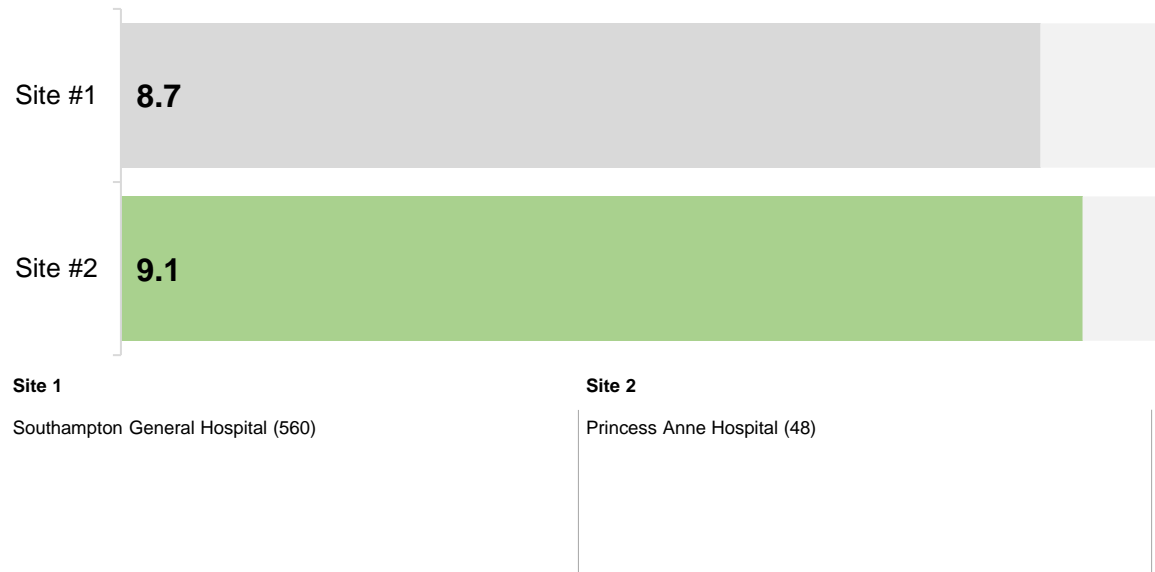 Site #1
8.7
Site #2
9.1
Site 1
Site 2
Southampton General Hospital (560)
Princess Anne Hospital (48)